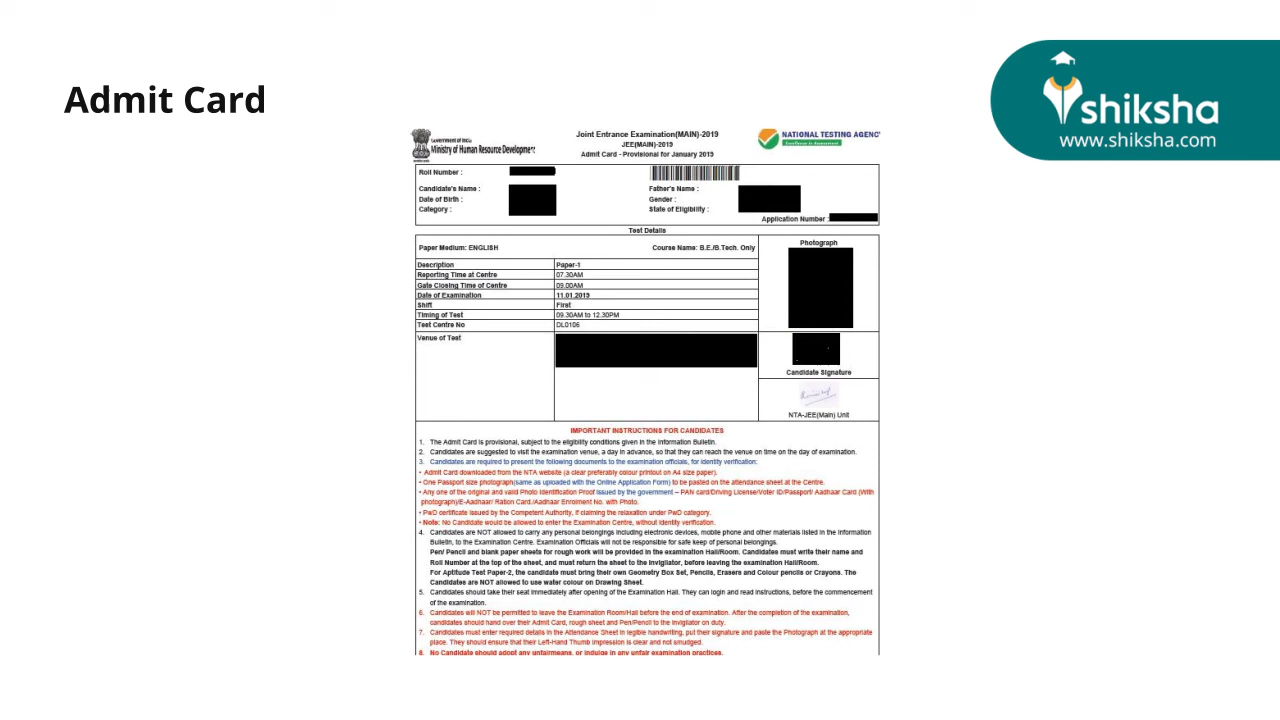 Admit Card
shiksha
www.shiksha.com
Government of India
Ministry of Human Resource Development
Joint Entrance Examination(MAIN)-2019
JEE(MAIN)-2019
Admit Card - Provisional for January 2019
NATIONAL TESTING AGENCY
Excellence in Assessment
Roll Number :
Candidate's Name :
Father's Name :
Date of Birth :
Gender :
Category :
State of Eligibility :
Application Number :
Test Details
Paper Medium: ENGLISH
Course Name: B.E./B.Tech. Only
Photograph
Description Paper-1
Reporting Time at Centre 07.30AM
Gate Closing Time of Centre 09.00AM
Date of Examination 11.01.2019
Shift First
Timing of Test 09.30AM to 12.30PM
Test Centre No DL0106
Venue of Test
Candidate Signature
NTA-JEE(Main) Unit
IMPORTANT INSTRUCTIONS FOR CANDIDATES
1. The Admit Card is provisional, subject to the eligibility conditions given in the Information Bulletin.
2. Candidates are suggested to visit the examination venue, a day in advance, so that they can reach the venue on time on the day of examination.
3. Candidates are required to present the following documents to the examination officials, for identity verification:
• Admit Card downloaded from the NTA website (a clear preferably colour printout on A4 size paper).
• One Passport size photograph(same as uploaded with the Online Application Form) to be pasted on the attendance sheet at the Centre.
• Any one of the original and valid Photo Identification Proof issued by the government – PAN card/Driving License/Voter ID/Passport/ Aadhaar Card (With
photograph)/E-Aadhaar/ Ration Card./Aadhaar Enrolment No. with Photo.
• PwD certificate issued by the Competent Authority, if claiming the relaxation under PwD category.
• Note: No Candidate would be allowed to enter the Examination Centre, without identity verification.
4. Candidates are NOT allowed to carry any personal belongings including electronic devices, mobile phone and other materials listed in the Information
Bulletin, to the Examination Centre. Examination Officials will not be responsible for safe keep of personal belongings.
Pen/ Pencil and blank paper sheets for rough work will be provided in the examination Hall/Room. Candidates must write their name and
Roll Number at the top of the sheet, and must return the sheet to the Invigilator, before leaving the examination Hall/Room.
For Aptitude Test Paper-2, the candidate must bring their own Geometry Box Set, Pencils, Erasers and Colour pencils or Crayons. The
Candidates are NOT allowed to use water colour on Drawing Sheet.
5. Candidates should take their seat immediately after opening of the Examination Hall. They can login and read instructions, before the commencement
of the examination.
6. Candidates will NOT be permitted to leave the Examination Room/Hall before the end of examination. After the completion of the examination,
candidates should hand over their Admit Card, rough sheet and Pen/Pencil to the Invigilator on duty.
7. Candidates must enter required details in the Attendance Sheet in legible handwriting, put their signature and paste the Photograph at the appropriate
place. They should ensure that their Left-Hand Thumb Impression is clear and not smudged.
8. No Candidate should adopt any unfairmeans, or indulge in any unfair examination practices.